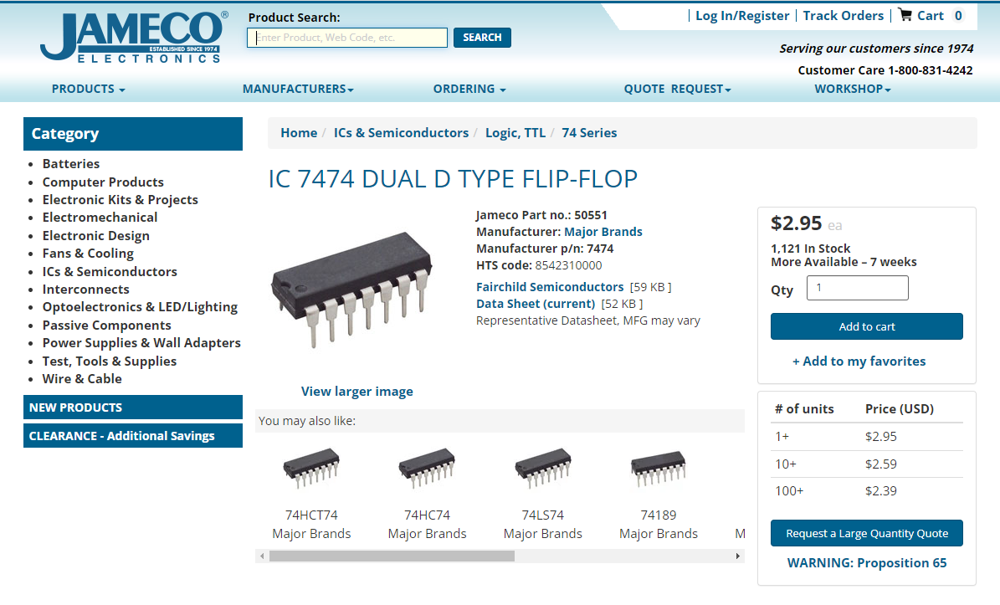 JAMECO®
ESTABLISHED SINCE 1974
ELECTRONICS
Product Search:
Enter Product, Web Code, etc.
SEARCH
Log In/Register
Track Orders
Cart 0
Serving our customers since 1974
Customer Care 1-800-831-4242
PRODUCTS
MANUFACTURERS
ORDERING
QUOTE REQUEST
WORKSHOP
Category
Batteries
Computer Products
Electronic Kits & Projects
Electromechanical
Electronic Design
Fans & Cooling
ICs & Semiconductors
Interconnects
Optoelectronics & LED/Lighting
Passive Components
Power Supplies & Wall Adapters
Test, Tools & Supplies
Wire & Cable
NEW PRODUCTS
CLEARANCE - Additional Savings
Home / ICs & Semiconductors / Logic, TTL / 74 Series
IC 7474 DUAL D TYPE FLIP-FLOP
Jameco Part no.: 50551
Manufacturer: Major Brands
Manufacturer p/n: 7474
HTS code: 8542310000
Fairchild Semiconductors [59 KB ]
Data Sheet (current) [52 KB ]
Representative Datasheet, MFG may vary
View larger image
You may also like:
74HCT74
Major Brands
74HC74
Major Brands
74LS74
Major Brands
74189
Major Brands
M
$2.95 ea
1,121 In Stock
More Available – 7 weeks
Qty 1
Add to cart
+ Add to my favorites
# of units Price (USD)
1+ $2.95
10+ $2.59
100+ $2.39
Request a Large Quantity Quote
WARNING: Proposition 65